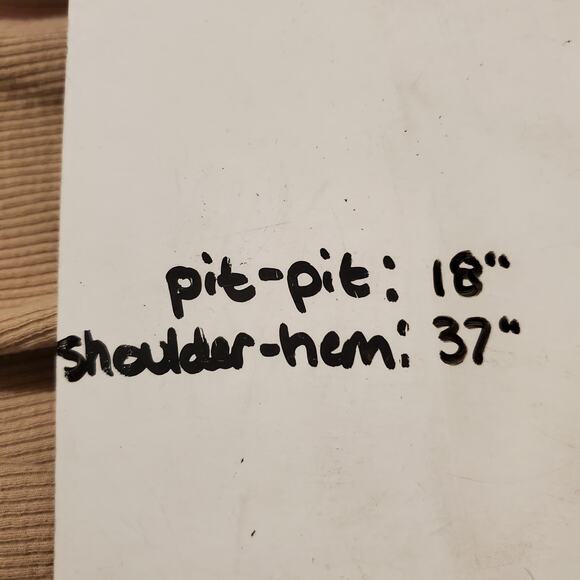 pit-pit: 18"
shoulder-hem: 37"